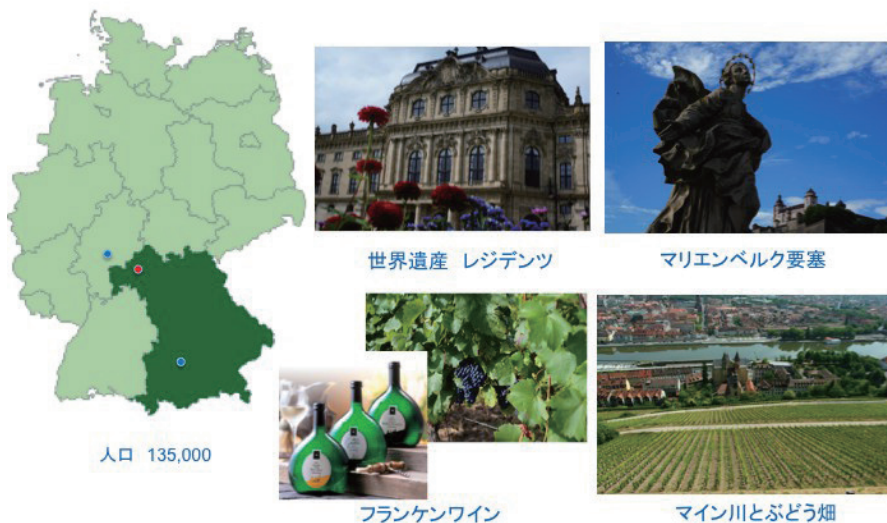 世界遺産　レジデンツ
マリエンベルク要塞
人口　135,000
フランケンワイン
マイン川とぶどう畑